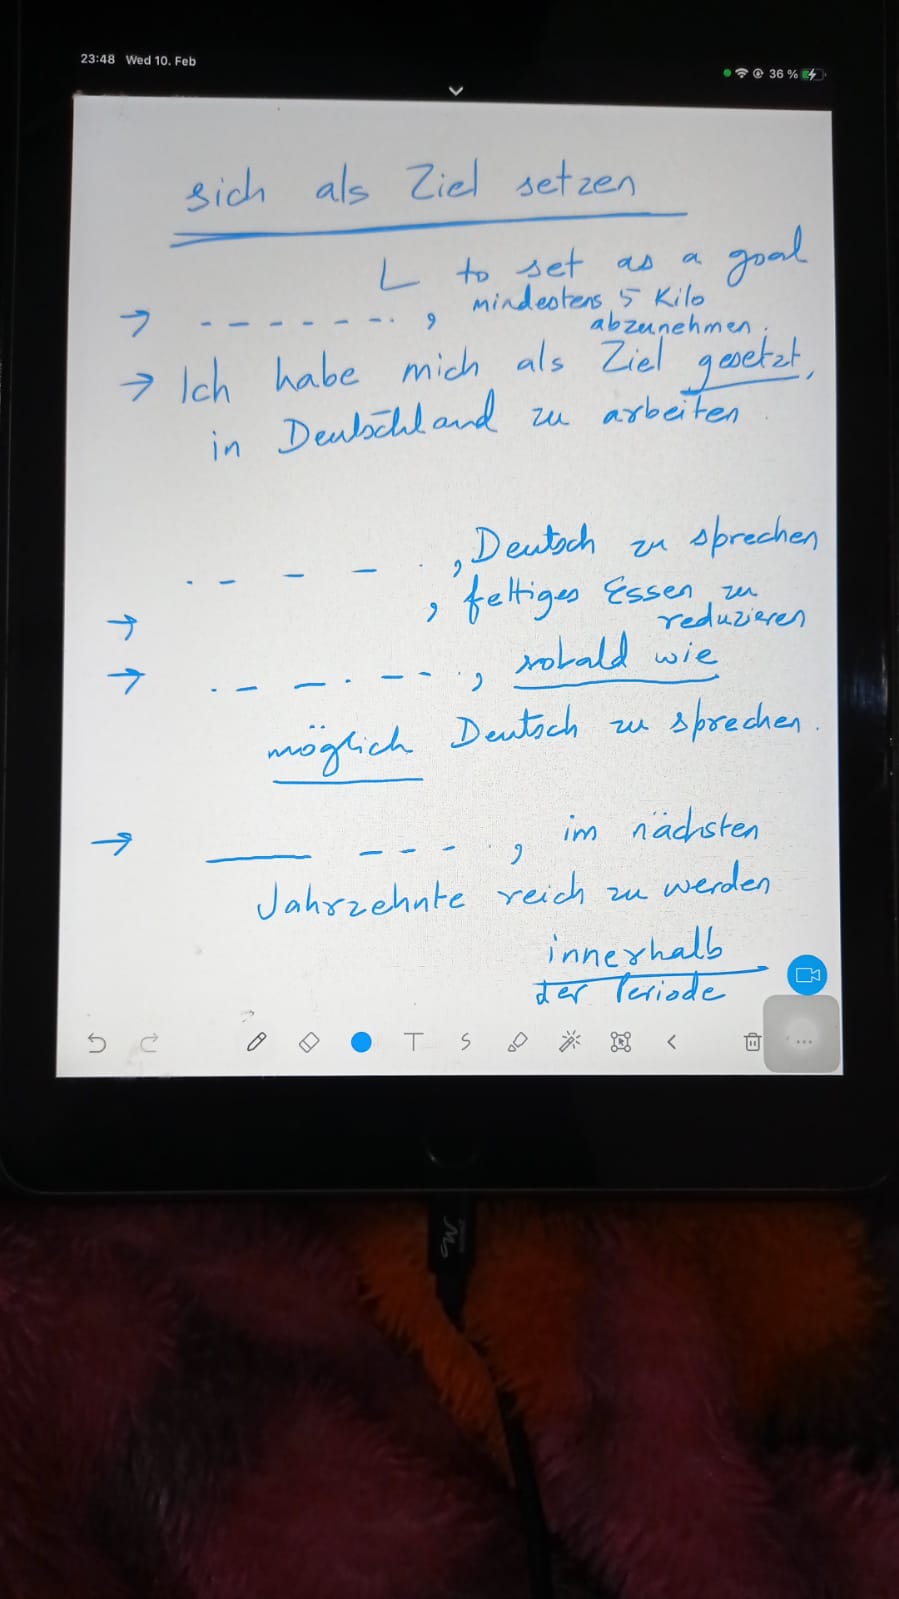 23:48 Wed 10. Feb
36 %
sich als Ziel setzen
to set as a goal
→ - - - - - - - , mindestens 5 Kilo
abzunehmen.
→ Ich habe mich als Ziel gesetzt,
in Deutschland zu arbeiten.
- - - - , Deutsch zu sprechen
→ , fettiges Essen zu
reduzieren
→ - - - - - - , sobald wie
möglich Deutsch zu sprechen.
→ — - - - - , im nächsten
Jahrzehnte reich zu werden
innerhalb
der Periode
T